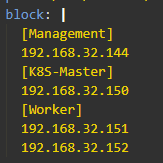 block: |
[Management]
192.168.32.144
[K8S-Master]
192.168.32.150
[Worker]
192.168.32.151
192.168.32.152